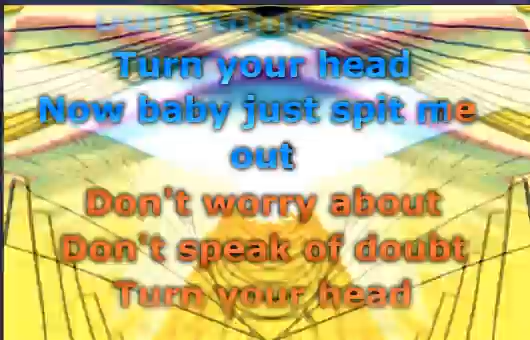 Turn your head
Now baby just spit me
out
Don't worry about
Don't speak of doubt
Turn your head